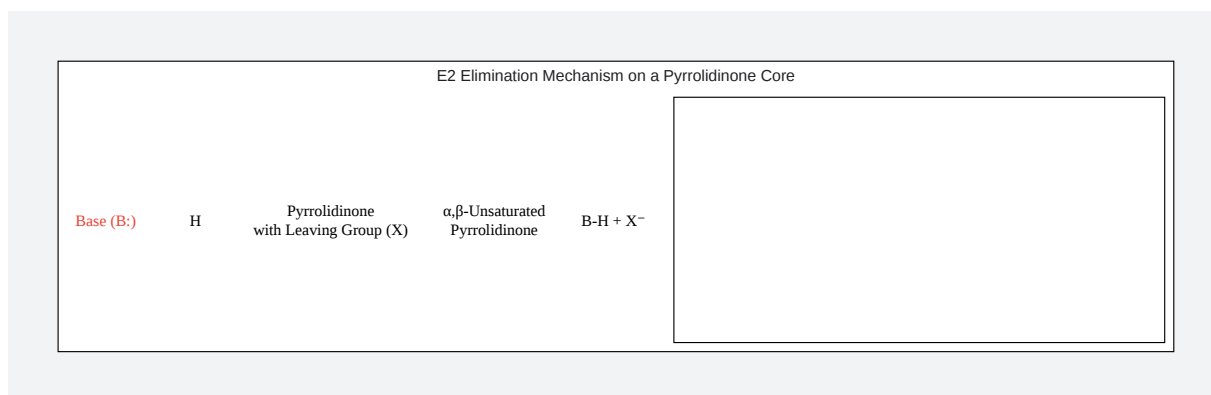 E2 Elimination Mechanism on a Pyrrolidinone Core
Base (B:)
H
Pyrrolidinone
with Leaving Group (X)
α,β-Unsaturated
Pyrrolidinone
B-H + X⁻